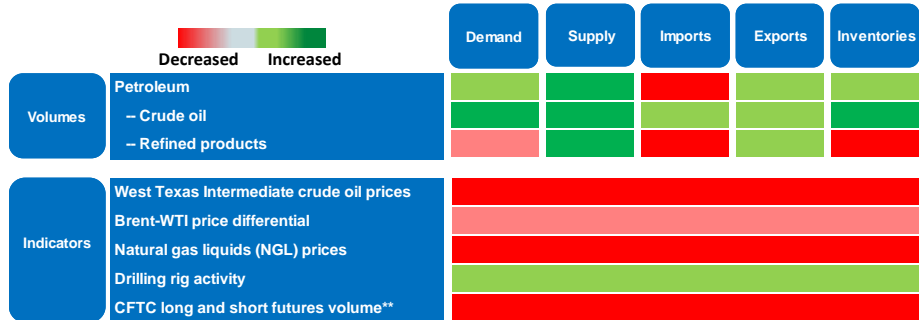 Demand Supply Imports Exports Inventories
Decreased Increased
Volumes
Petroleum
-- Crude oil
-- Refined products
Indicators
West Texas Intermediate crude oil prices
Brent-WTI price differential
Natural gas liquids (NGL) prices
Drilling rig activity
CFTC long and short futures volume**